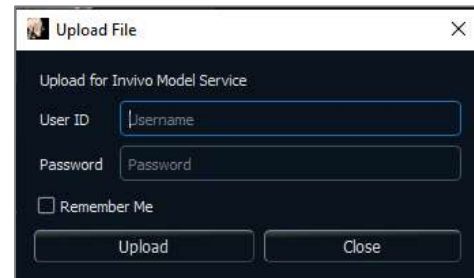 Upload File
Upload for Invivo Model Service
User ID Username
Password Password
Remember Me
Upload Close